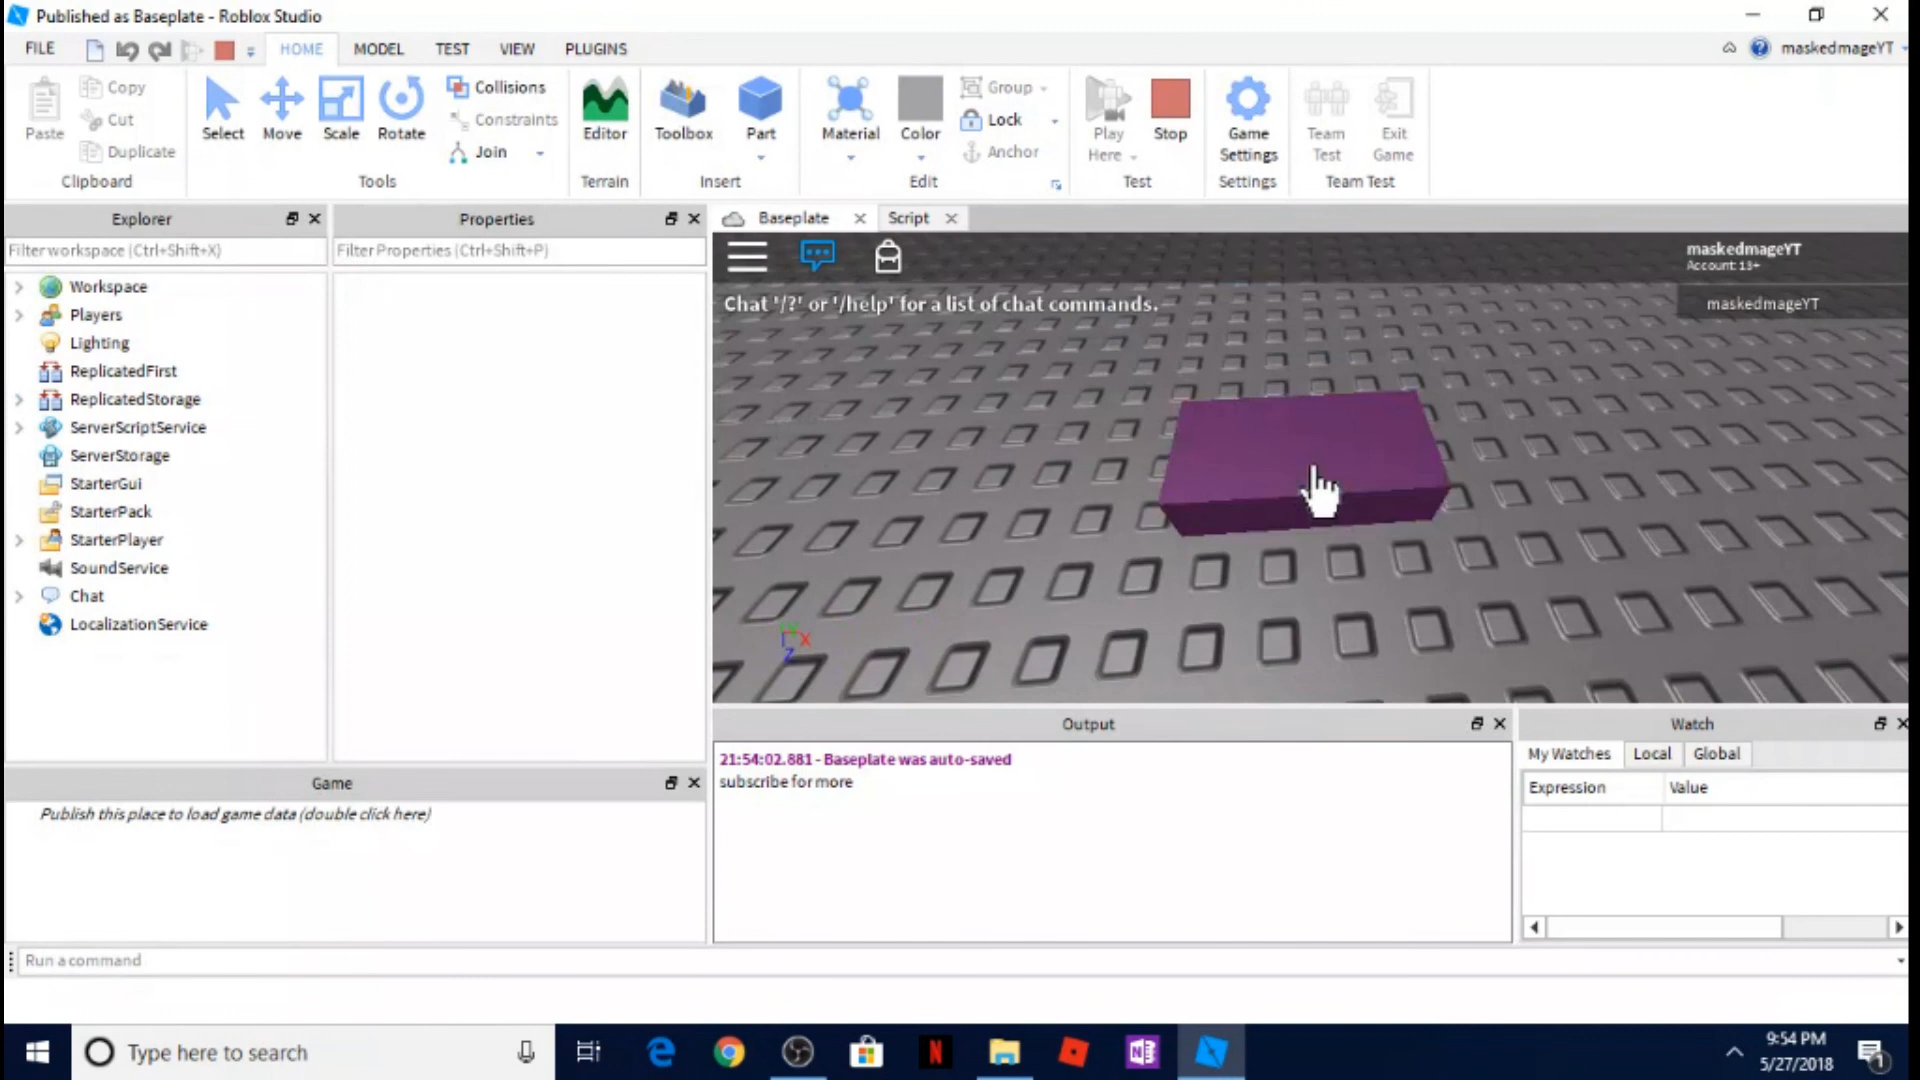 Published as Baseplate - Roblox Studio
FILE HOME MODEL TEST VIEW PLUGINS maskedmageYT
Paste Copy Cut Duplicate
Clipboard
Select Move Scale Rotate Collisions Constraints Join
Tools
Editor
Terrain
Toolbox Part
Insert
Material Color Group Lock Anchor
Edit
Play Here Stop
Test
Game Settings
Settings
Team Test Exit Game
Team Test
Explorer
Filter workspace (Ctrl+Shift+X)
Workspace
Players
Lighting
ReplicatedFirst
ReplicatedStorage
ServerScriptService
ServerStorage
StarterGui
StarterPack
StarterPlayer
SoundService
Chat
LocalizationService
Properties
Filter Properties (Ctrl+Shift+P)
Game
Publish this place to load game data (double click here)
Baseplate Script
maskedmageYT
Account: 13+
Chat '/?' or '/help' for a list of chat commands.
maskedmageYT
Y
X
Z
Output
21:54:02.881 - Baseplate was auto-saved
subscribe for more
Watch
My Watches Local Global
Expression Value
Run a command
Type here to search
N
N
9:54 PM
5/27/2018
1